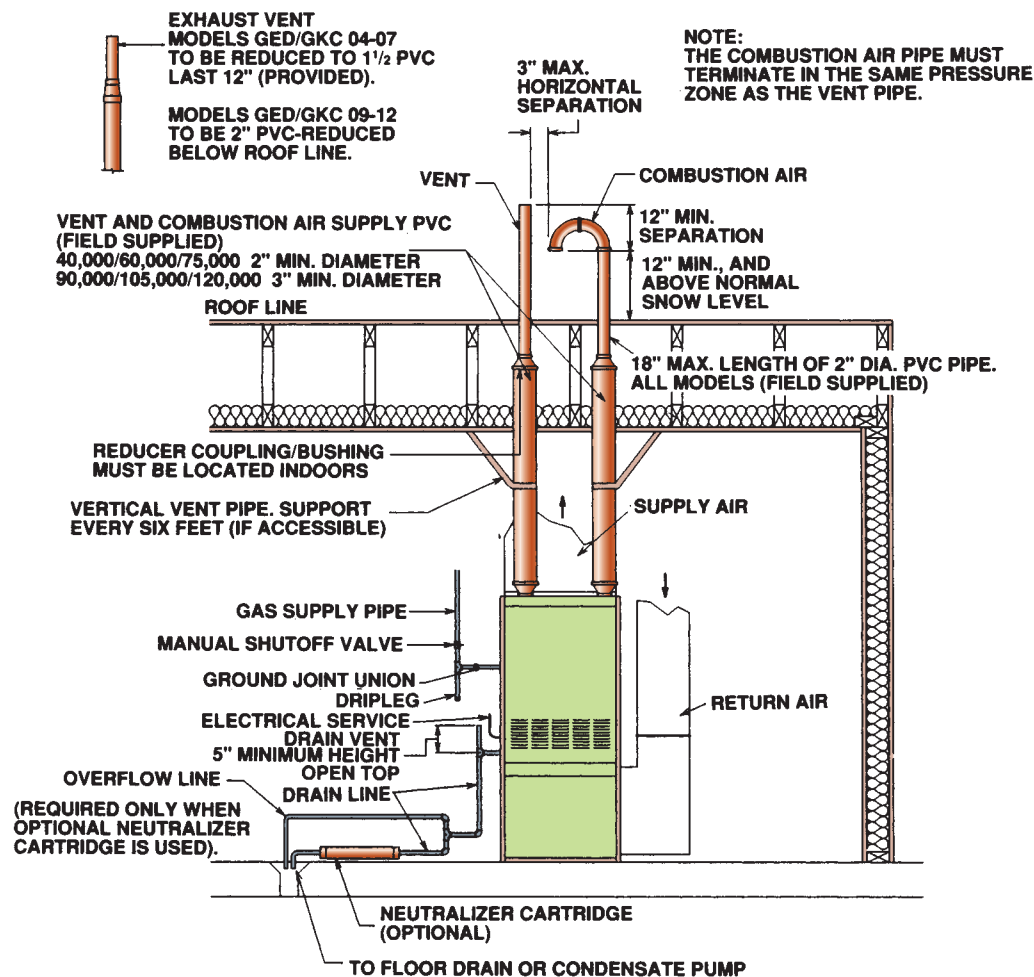 EXHAUST VENT
MODELS GED/GKC 04-07
TO BE REDUCED TO 1 1/2 PVC
LAST 12" (PROVIDED).
MODELS GED/GKC 09-12
TO BE 2" PVC-REDUCED
BELOW ROOF LINE.
3" MAX.
HORIZONTAL
SEPARATION
NOTE:
THE COMBUSTION AIR PIPE MUST
TERMINATE IN THE SAME PRESSURE
ZONE AS THE VENT PIPE.
VENT
COMBUSTION AIR
VENT AND COMBUSTION AIR SUPPLY PVC
(FIELD SUPPLIED)
40,000/60,000/75,000 2" MIN. DIAMETER
90,000/105,000/120,000 3" MIN. DIAMETER
12" MIN.
SEPARATION
12" MIN., AND
ABOVE NORMAL
SNOW LEVEL
ROOF LINE
18" MAX. LENGTH OF 2" DIA. PVC PIPE.
ALL MODELS (FIELD SUPPLIED)
REDUCER COUPLING/BUSHING
MUST BE LOCATED INDOORS
VERTICAL VENT PIPE. SUPPORT
EVERY SIX FEET (IF ACCESSIBLE)
SUPPLY AIR
GAS SUPPLY PIPE
MANUAL SHUTOFF VALVE
GROUND JOINT UNION
DRIPLEG
RETURN AIR
ELECTRICAL SERVICE
DRAIN VENT
5" MINIMUM HEIGHT
OPEN TOP
DRAIN LINE
OVERFLOW LINE
(REQUIRED ONLY WHEN
OPTIONAL NEUTRALIZER
CARTRIDGE IS USED).
NEUTRALIZER CARTRIDGE
(OPTIONAL)
TO FLOOR DRAIN OR CONDENSATE PUMP